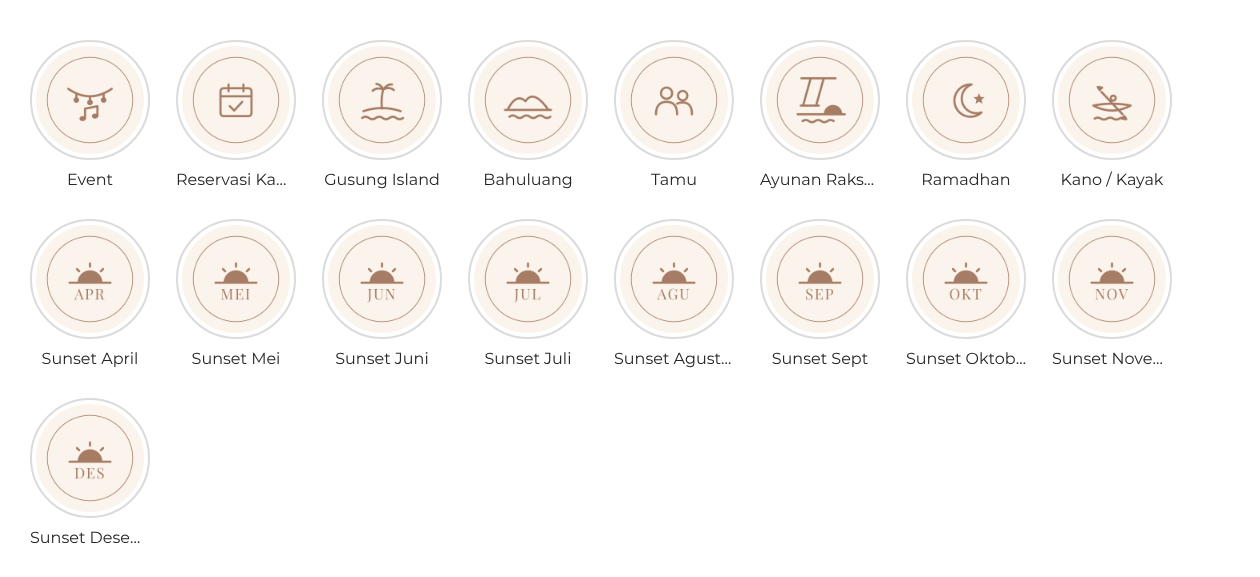 Event
Reservasi Ka...
Gusung Island
Bahuluang
Tamu
Ayunan Raks...
Ramadhan
Kano / Kayak
APR
MEI
JUN
JUL
AGU
SEP
OKT
NOV
Sunset April
Sunset Mei
Sunset Juni
Sunset Juli
Sunset Agust...
Sunset Sept
Sunset Oktob...
Sunset Nove...
DES
Sunset Dese...